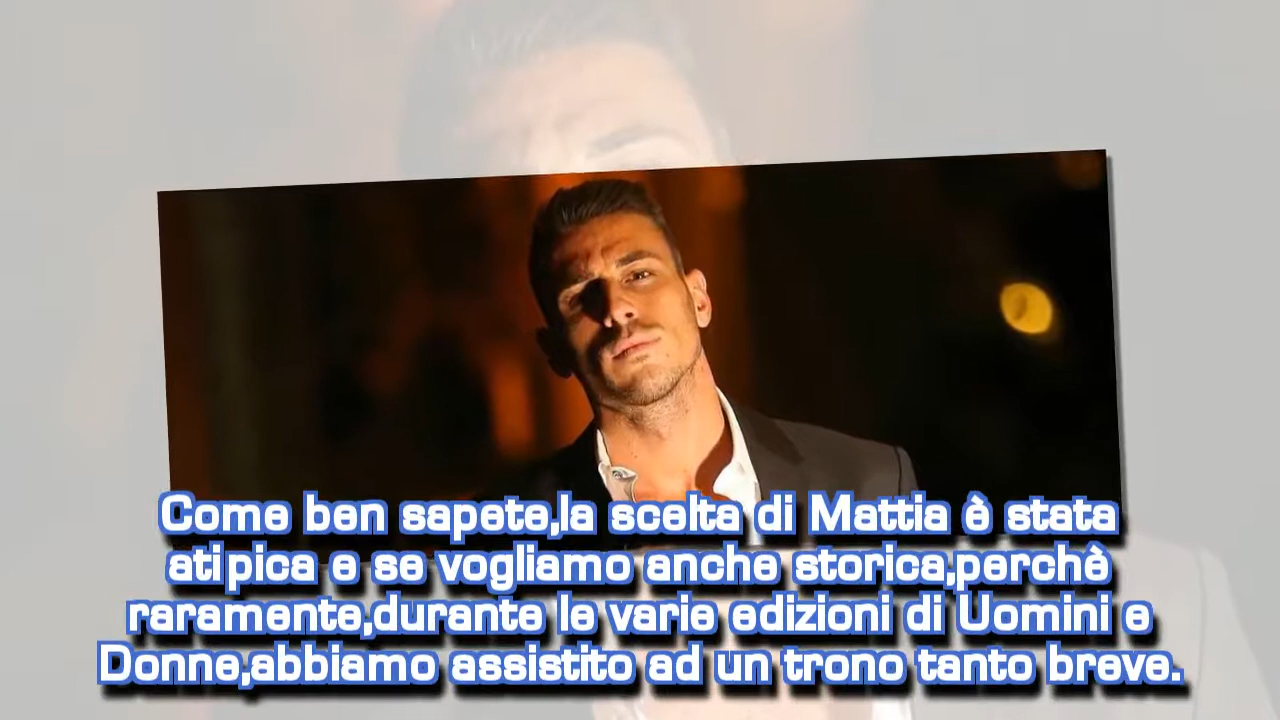 Come ben sapete,la scelta di Mattia è stata
atipica e se vogliamo anche storica,perchè
raramente,durante le varie edizioni di Uomini e
Donne,abbiamo assistito ad un trono tanto breve.